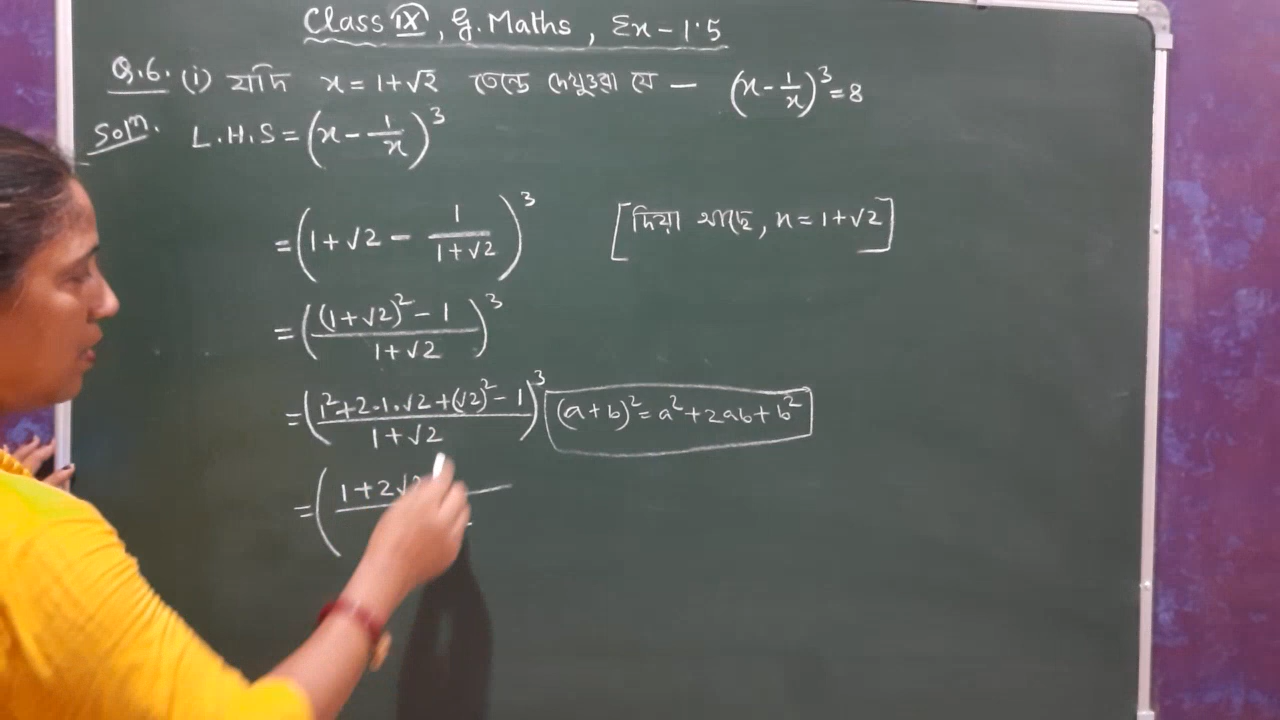 Class IX, G. Maths, Ex-1.5
Q.6. (i) যদি x = 1+√2 তেন্তে দেখুওৱা যে — (x - 1/x)³ = 8
Solⁿ. L.H.S = (x - 1/x)³
= (1+√2 - 1/(1+√2))³ [দিয়া আছে, x = 1+√2]
= (((1+√2)² - 1)/(1+√2))³
= ((1²+2·1·√2+(√2)² - 1)/(1+√2))³ (a+b)² = a²+2ab+b²
= (1+2√2